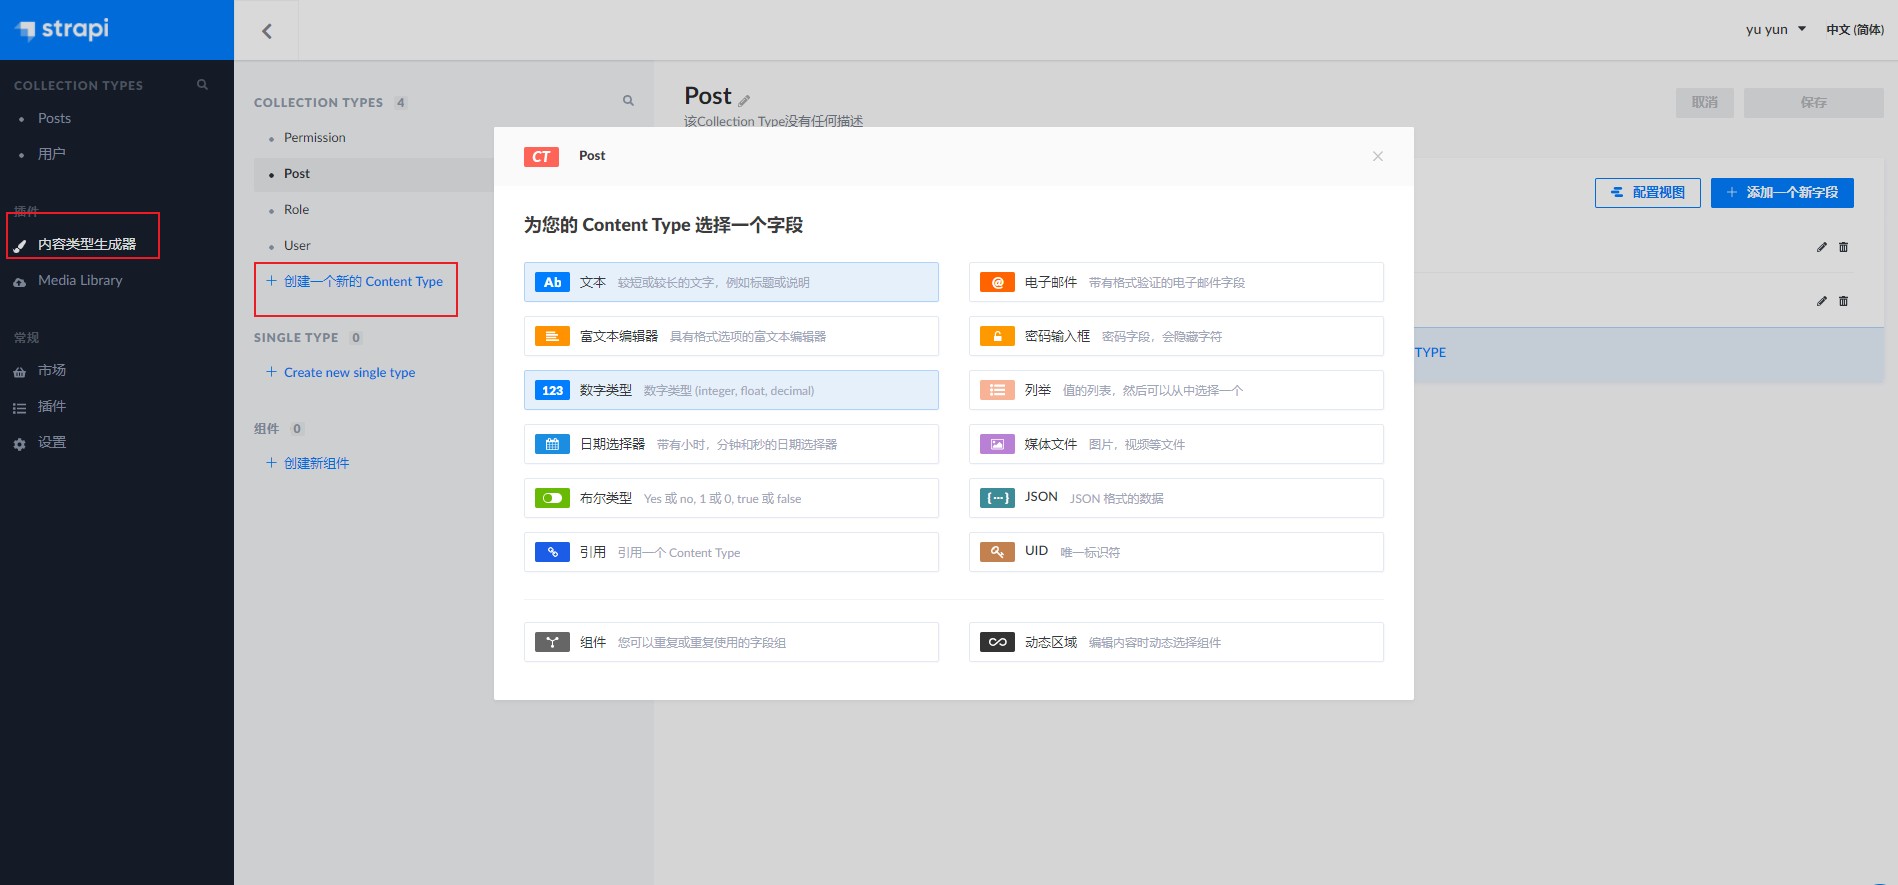 strapi
yu yun
中文 (简体)
COLLECTION TYPES
Posts
用户
插件
内容类型生成器
Media Library
常规
市场
插件
设置
COLLECTION TYPES 4
Permission
Post
Role
User
创建一个新的 Content Type
SINGLE TYPE 0
Create new single type
组件 0
创建新组件
Post
该Collection Type没有任何描述
取消
保存
配置视图
添加一个新字段
TYPE
CT Post
为您的 Content Type 选择一个字段
Ab 文本 较短或较长的文字，例如标题或说明
@ 电子邮件 带有格式验证的电子邮件字段
富文本编辑器 具有格式选项的富文本编辑器
密码输入框 密码字段，会隐藏字符
123 数字类型 数字类型 (integer, float, decimal)
列举 值的列表，然后可以从中选择一个
日期选择器 带有小时，分钟和秒的日期选择器
媒体文件 图片，视频等文件
布尔类型 Yes 或 no, 1 或 0, true 或 false
{···} JSON JSON 格式的数据
引用 引用一个 Content Type
UID 唯一标识符
组件 您可以重复或重复使用的字段组
动态区域 编辑内容时动态选择组件